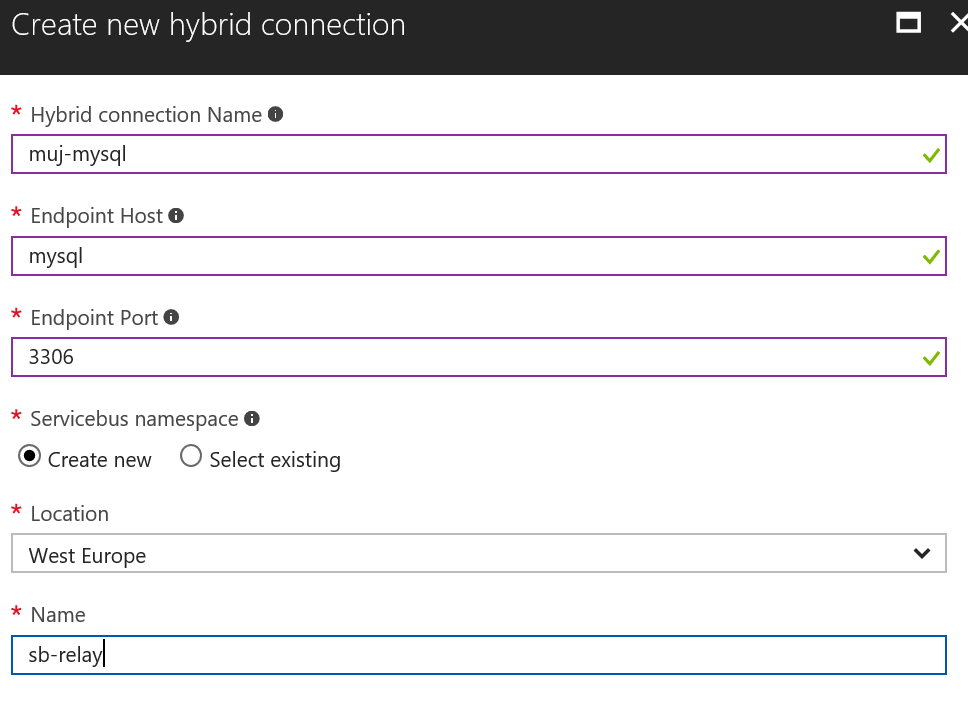 Create new hybrid connection
* Hybrid connection Name
muj-mysql
* Endpoint Host
mysql
* Endpoint Port
3306
* Servicebus namespace
Create new Select existing
* Location
West Europe
* Name
sb-relay